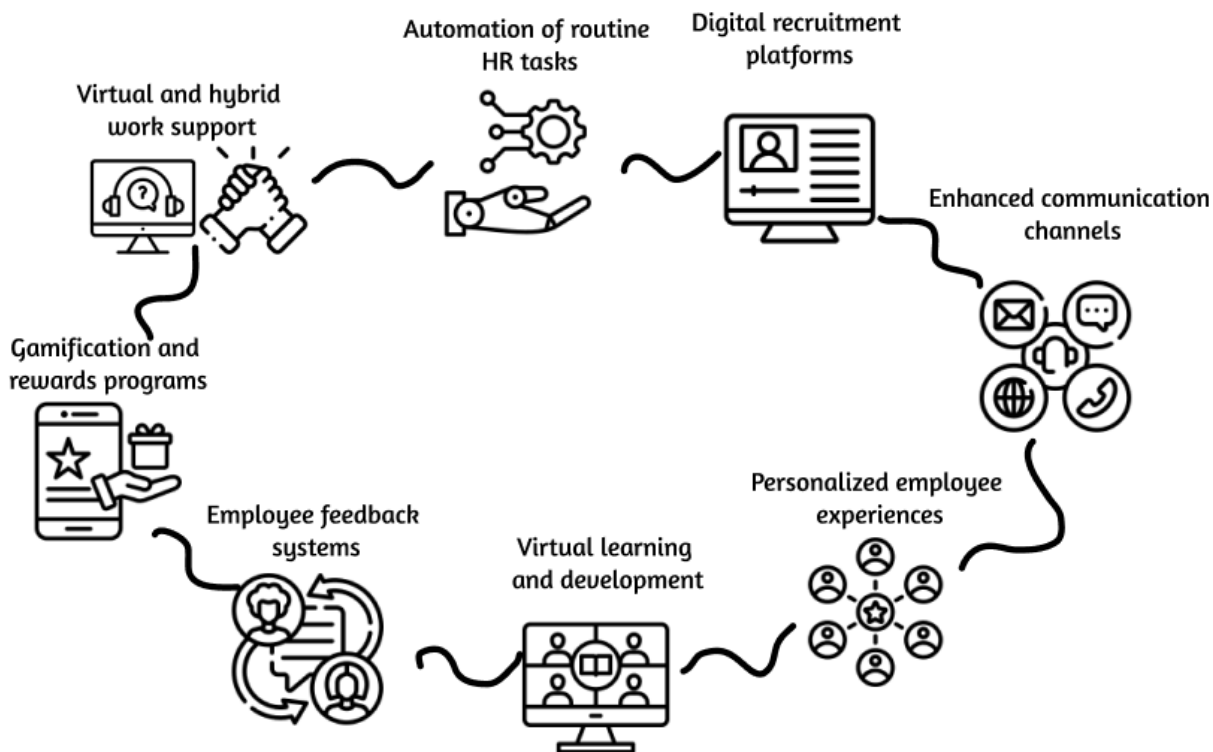 Automation of routine
HR tasks
Digital recruitment
platforms
Enhanced communication
channels
Personalized employee
experiences
Virtual learning
and development
Employee feedback
systems
Gamification and
rewards programs
Virtual and hybrid
work support
?